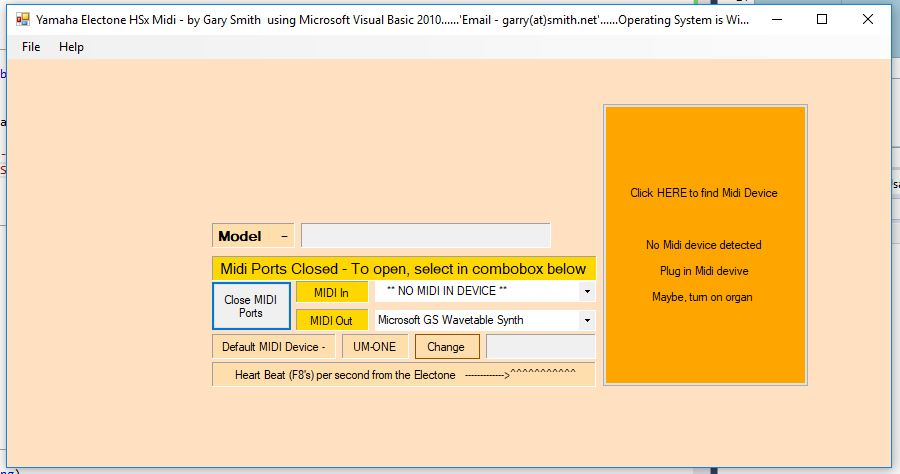 Yamaha Electone HSx Midi - by Gary Smith  using Microsoft Visual Basic 2010......'Email - garry(at)smith.net'......Operating System is Wi...
File Help
Click HERE to find Midi Device
No Midi device detected
Plug in Midi devive
Maybe, turn on organ
Model -
Midi Ports Closed - To open, select in combobox below
Close MIDI
Ports
MIDI In
** NO MIDI IN DEVICE **
MIDI Out
Microsoft GS Wavetable Synth
Default MIDI Device - UM-ONE Change
Heart Beat (F8's) per second from the Electone ------------->^^^^^^^^^^^